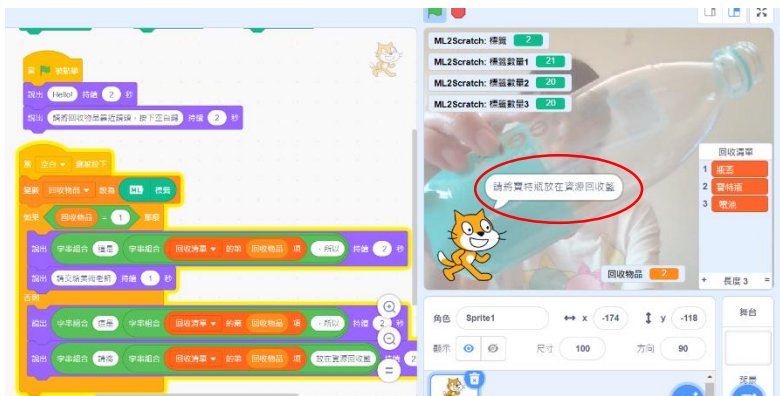 當 被點擊
說出 Hello! 持續 2 秒
說出 請將回收物品靠近鏡頭，按下空白鍵 持續 2 秒
當 空白 鍵被按下
變數 回收物品 設為 ML 標籤
如果 回收物品 = 1 那麼
說出 字串組合 這是 字串組合 回收清單 的第 回收物品 項 ，所以 持續 2 秒
說出 請交給美術老師 持續 1 秒
否則
說出 字串組合 這是 字串組合 回收清單 的第 回收物品 項 ，所以 持續 2 秒
說出 字串組合 請將 字串組合 回收清單 的第 回收物品 項 放在資源回收籃 持續 2
ML2Scratch: 標籤 2
ML2Scratch: 標籤數量1 21
ML2Scratch: 標籤數量2 20
ML2Scratch: 標籤數量3 20
請將寶特瓶放在資源回收籃
回收清單
1 瓶蓋
2 寶特瓶
3 電池
+ 長度 3 =
回收物品 2
角色 Sprite1 x -174 y -118
顯示 尺寸 100 方向 90
舞台